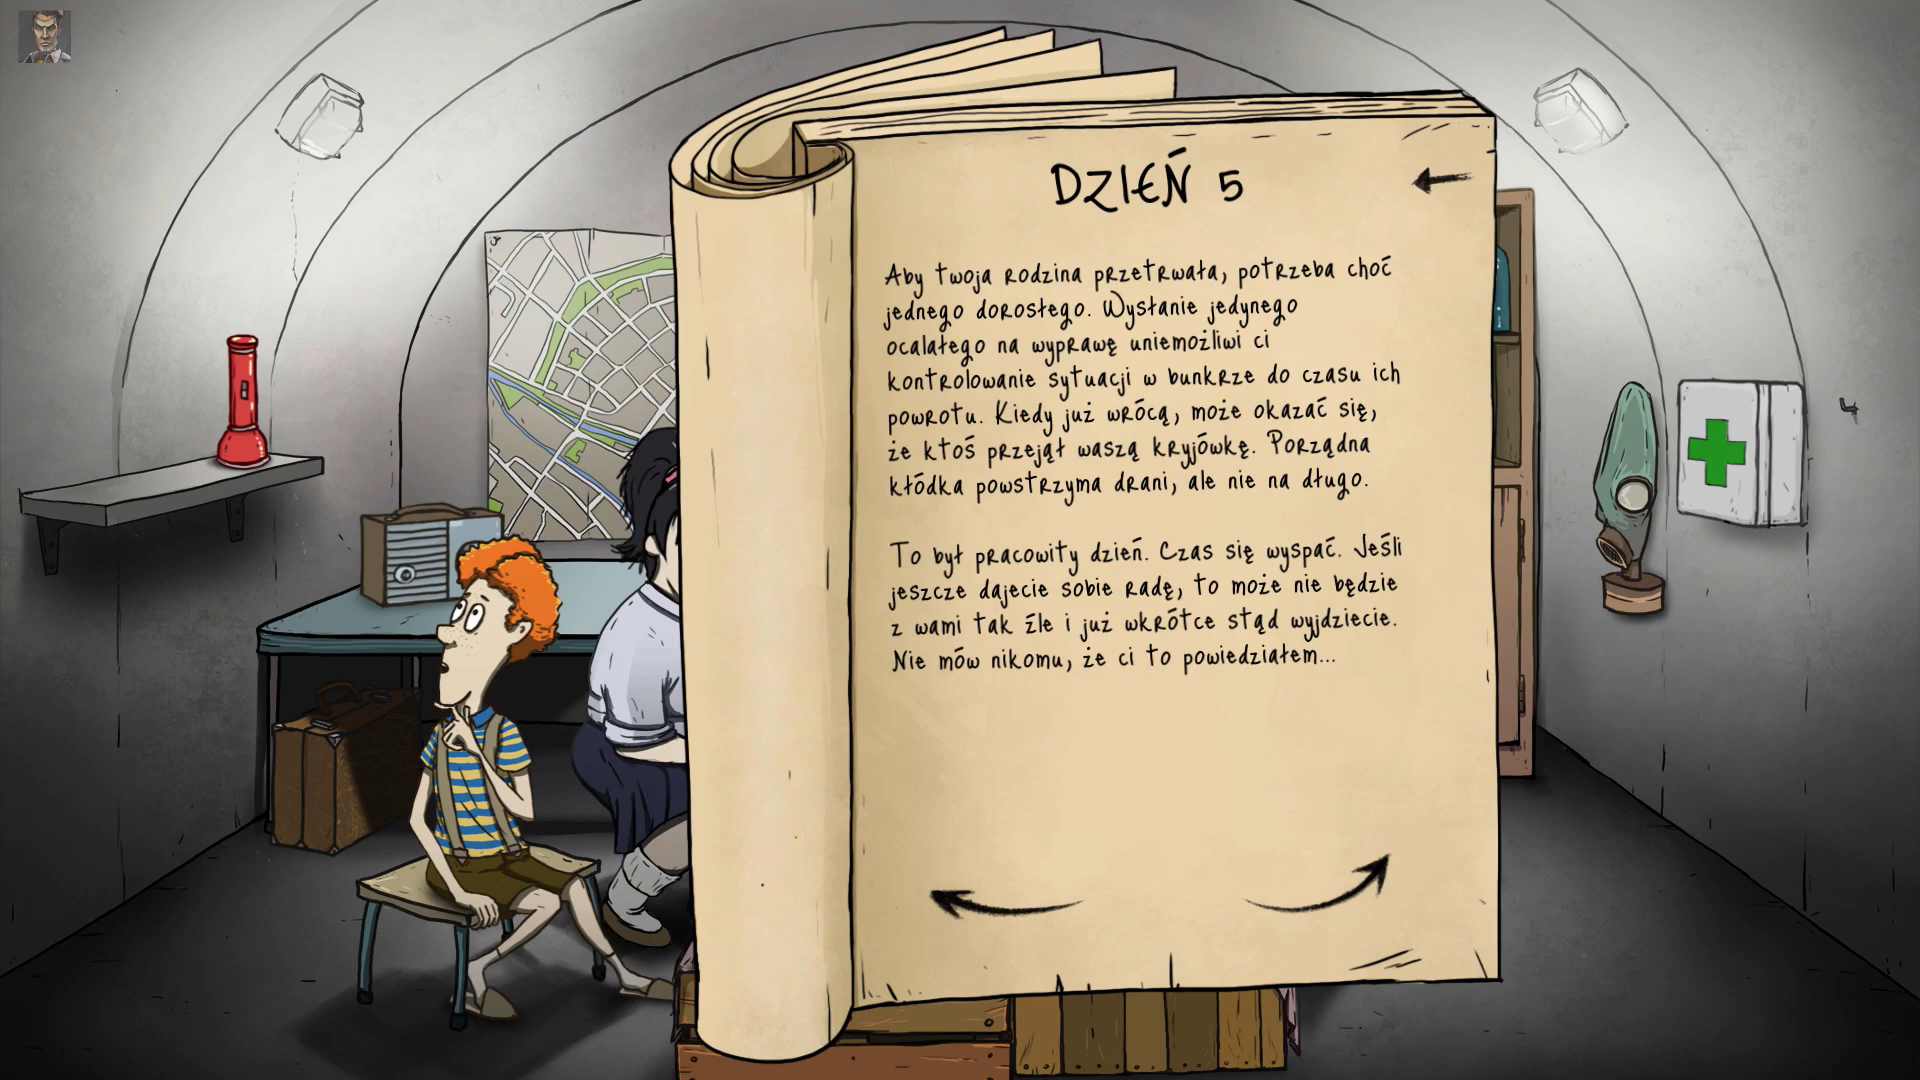 DZIEŃ 5
Aby twoja rodzina przetrwała, potrzeba choć
jednego dorosłego. Wysłanie jedynego
ocalałego na wyprawę uniemożliwi ci
kontrolowanie sytuacji w bunkrze do czasu ich
powrotu. Kiedy już wrócą, może okazać się,
że ktoś przejął waszą kryjówkę. Porządna
kłódka powstrzyma drani, ale nie na długo.
To był pracowity dzień. Czas się wyspać. Jeśli
jeszcze dajecie sobie radę, to może nie będzie
z wami tak źle i już wkrótce stąd wyjdziecie.
Nie mów nikomu, że ci to powiedziałem...